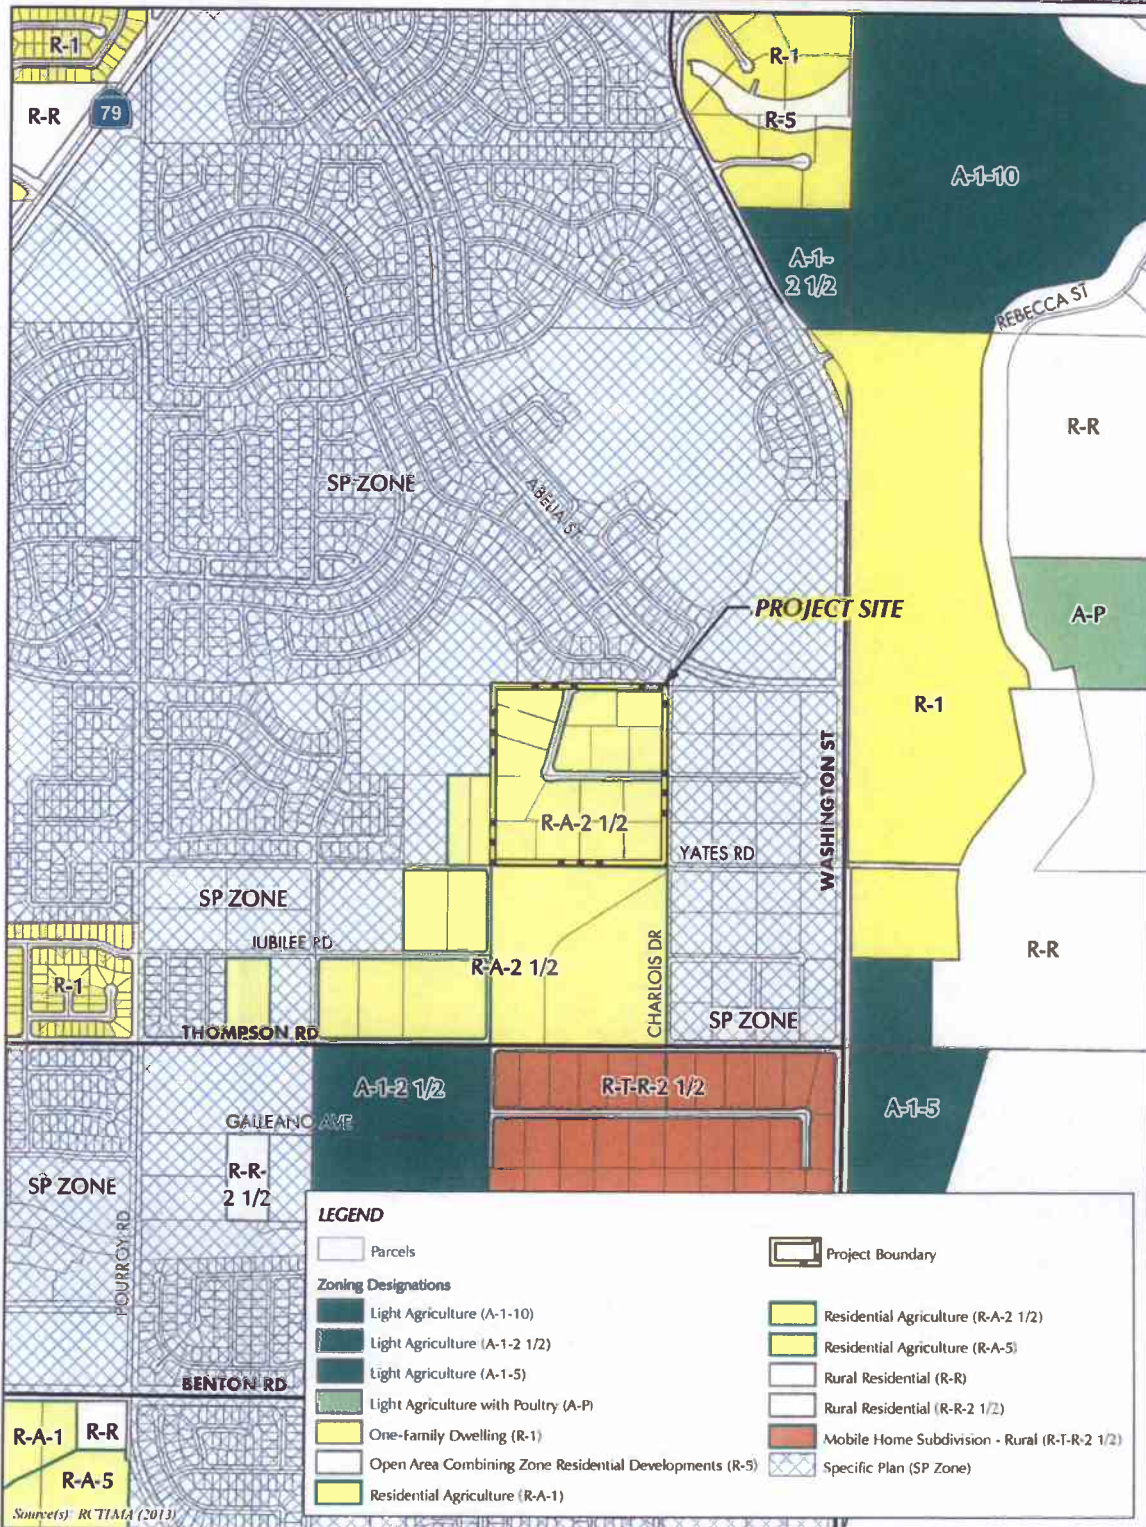 R-1
R-1
R-R
79
R-5
A-1-10
A-1-
2 1/2
REBECCA ST
R-R
SP ZONE
ABELIA ST
PROJECT SITE
A-P
R-1
WASHINGTON ST
R-A-2 1/2
YATES RD
SP ZONE
JUBILEE RD
R-A-2 1/2
CHARLOIS DR
R-R
R-1
SP ZONE
THOMPSON RD
A-1-2 1/2
R-T-R-2 1/2
A-1-5
GALLEANO AVE
R-R-
2 1/2
SP ZONE
POURROY RD
BENTON RD
R-A-1
R-R
R-A-5
LEGEND
Parcels
Project Boundary
Zoning Designations
Light Agriculture (A-1-10)
Light Agriculture (A-1-2 1/2)
Light Agriculture (A-1-5)
Light Agriculture with Poultry (A-P)
One-Family Dwelling (R-1)
Open Area Combining Zone Residential Developments (R-5)
Residential Agriculture (R-A-1)
Residential Agriculture (R-A-2 1/2)
Residential Agriculture (R-A-5)
Rural Residential (R-R)
Rural Residential (R-R-2 1/2)
Mobile Home Subdivision - Rural (R-T-R-2 1/2)
Specific Plan (SP Zone)
Source(s): RCTLMA (2013)